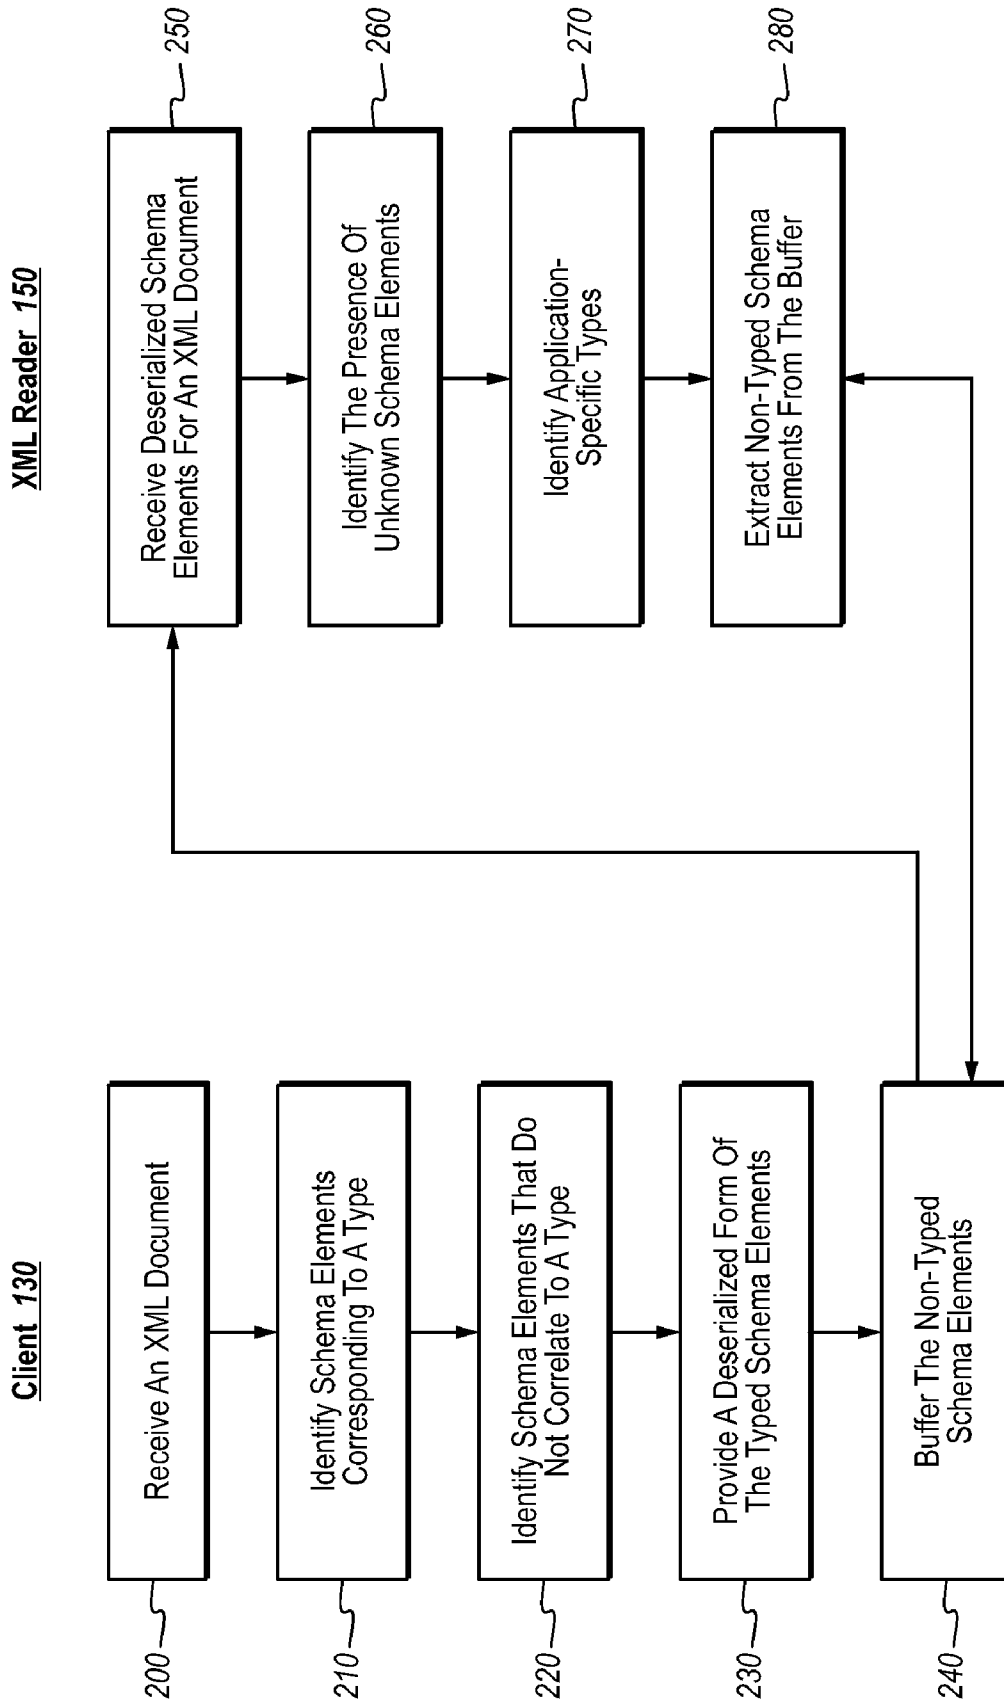 Client 130
200
Receive An XML Document
210
Identify Schema Elements
Corresponding To A Type
220
Identify Schema Elements That Do
Not Correlate To A Type
230
Provide A Deserialized Form Of
The Typed Schema Elements
240
Buffer The Non-Typed
Schema Elements
XML Reader 150
Receive Deserialized Schema
Elements For An XML Document
250
Identify The Presence Of
Unknown Schema Elements
260
Identify Application-
Specific Types
270
Extract Non-Typed Schema
Elements From The Buffer
280